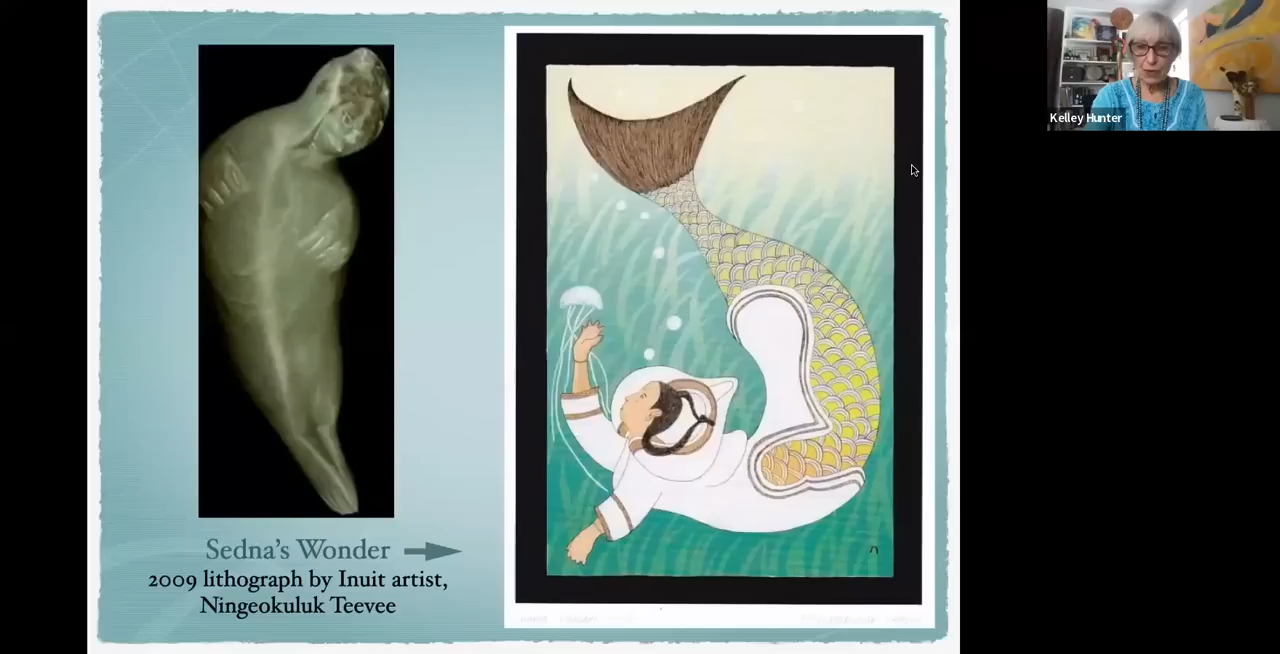 Kelley Hunter
Sedna's Wonder
2009 lithograph by Inuit artist,
Ningeokuluk Teevee